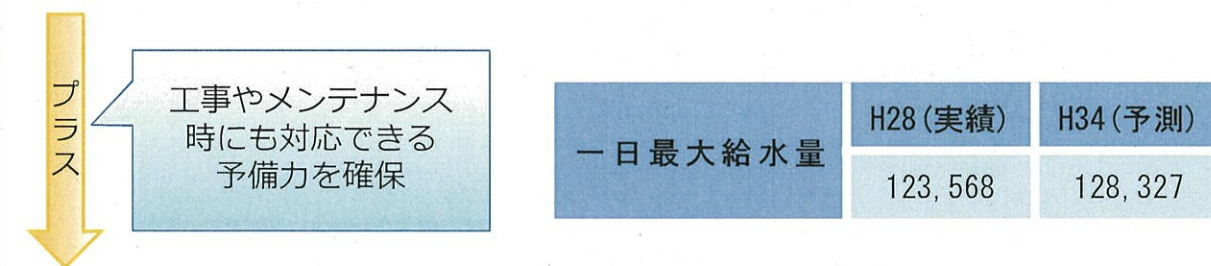 プラス
工事やメンテナンス
時にも対応できる
予備力を確保
一日最大給水量
H28(実績) H34(予測)
123,568 128,327